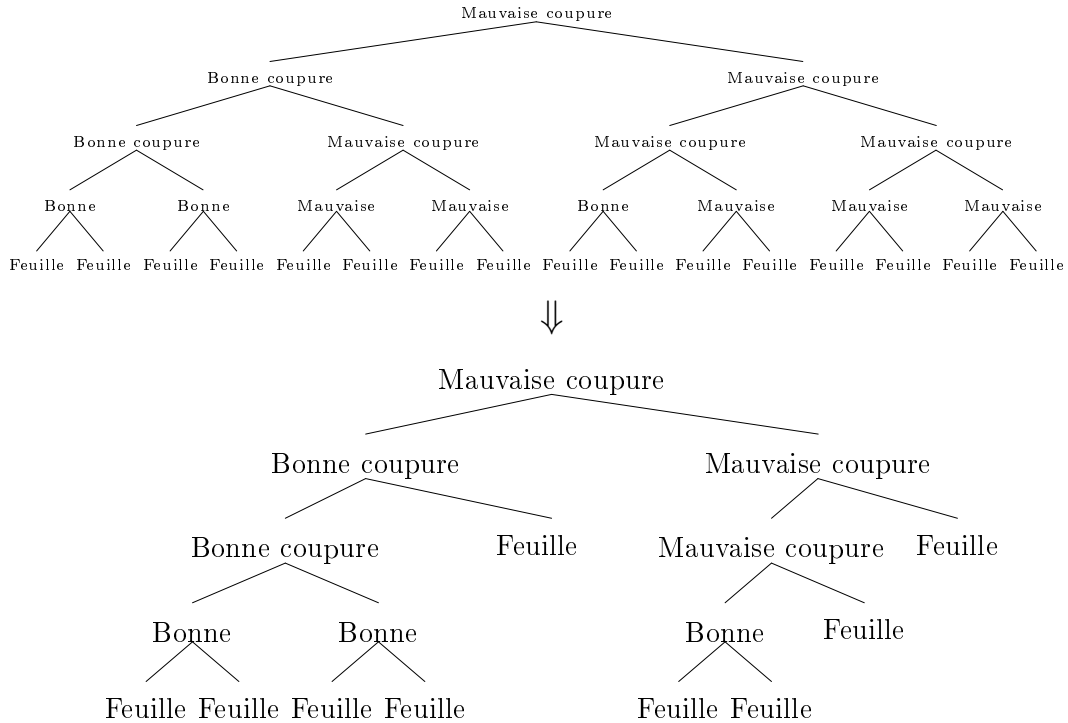 Mauvaise coupure
Bonne coupure Mauvaise coupure
Bonne coupure Mauvaise coupure Mauvaise coupure Mauvaise coupure
Bonne Bonne Mauvaise Mauvaise Bonne Mauvaise Mauvaise Mauvaise
Feuille Feuille Feuille Feuille Feuille Feuille Feuille Feuille Feuille Feuille Feuille Feuille Feuille Feuille Feuille Feuille
⇓
Mauvaise coupure
Bonne coupure Mauvaise coupure
Bonne coupure Feuille Mauvaise coupure Feuille
Bonne Bonne Bonne Feuille
Feuille Feuille Feuille Feuille Feuille Feuille